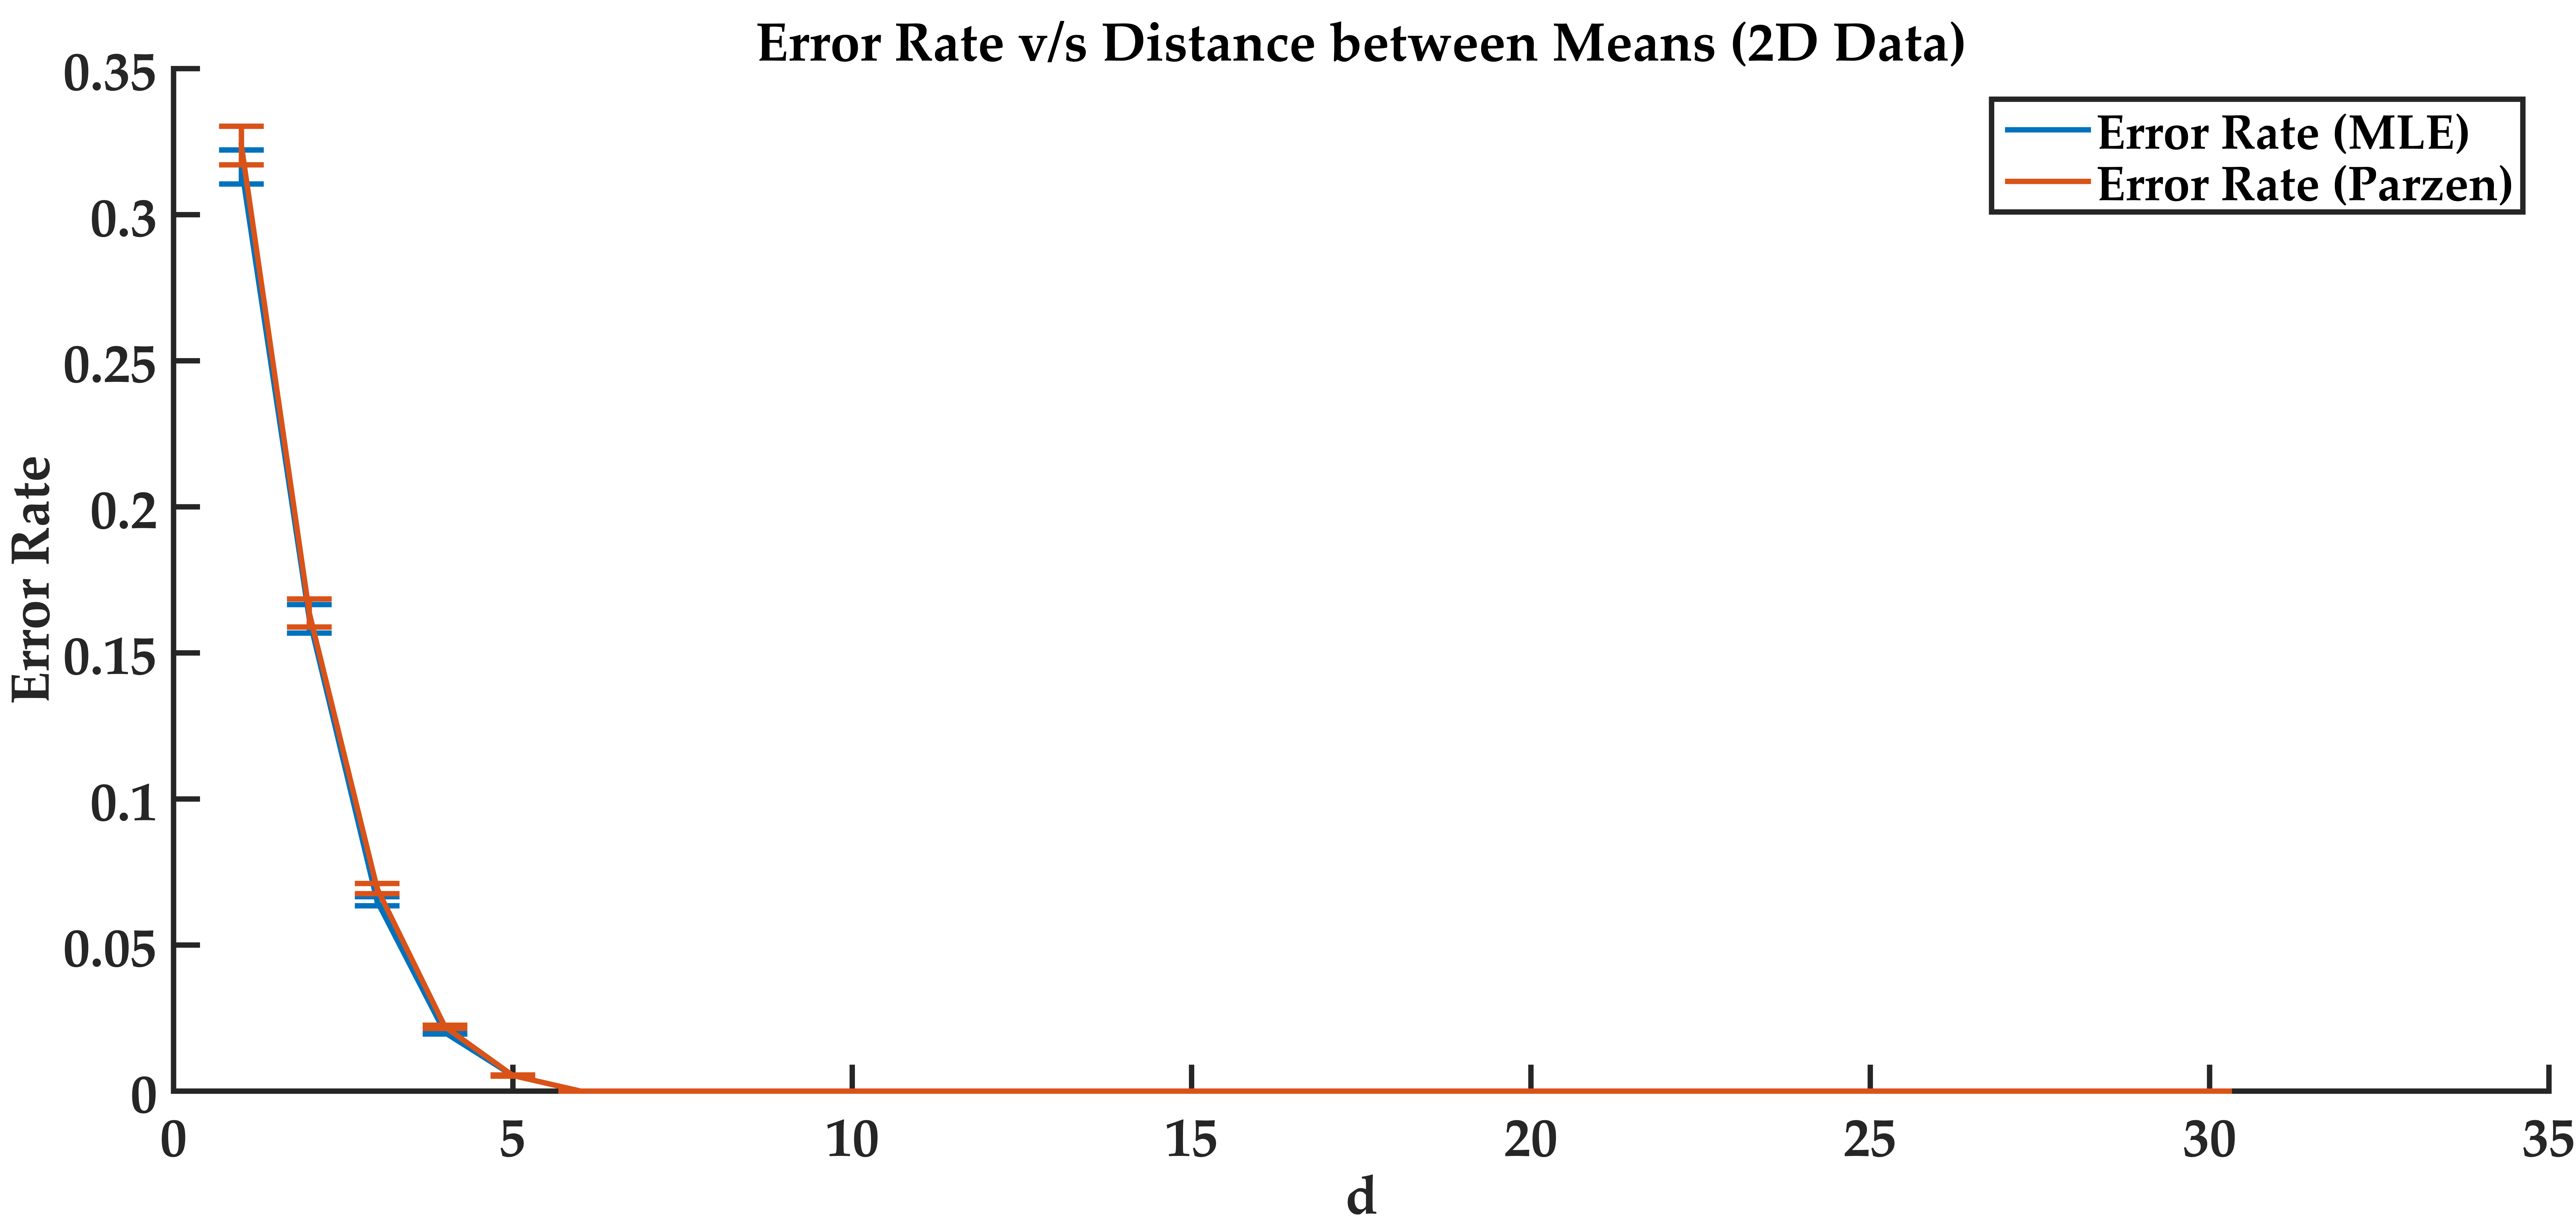 Error Rate v/s Distance between Means (2D Data)
Error Rate (MLE)
Error Rate (Parzen)
Error Rate
0.35
0.3
0.25
0.2
0.15
0.1
0.05
0
0 5 10 15 20 25 30 35
d